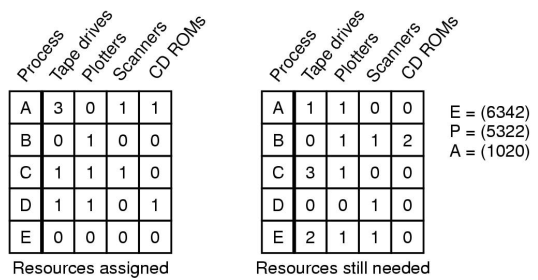 Process Tape drives Plotters Scanners CD ROMs
A 3 0 1 1
B 0 1 0 0
C 1 1 1 0
D 1 1 0 1
E 0 0 0 0
Resources assigned
Process Tape drives Plotters Scanners CD ROMs
A 1 1 0 0
B 0 1 1 2
C 3 1 0 0
D 0 0 1 0
E 2 1 1 0
Resources still needed
E = (6342)
P = (5322)
A = (1020)